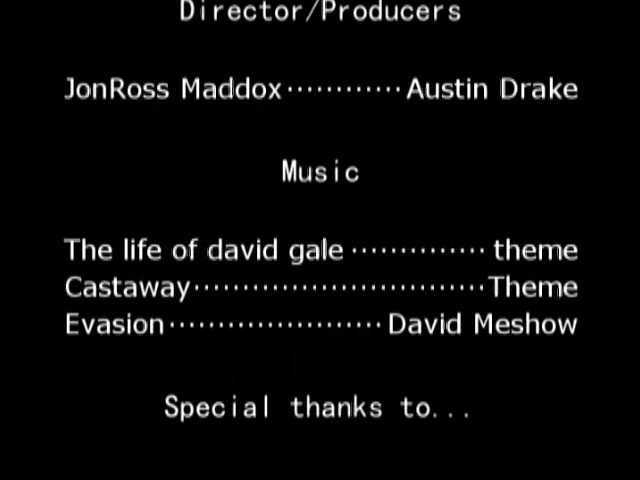 Director/Producers
JonRoss Maddox············Austin Drake
Music
The life of david gale·············· theme
Castaway······························Theme
Evasion······················David Meshow
Special thanks to...